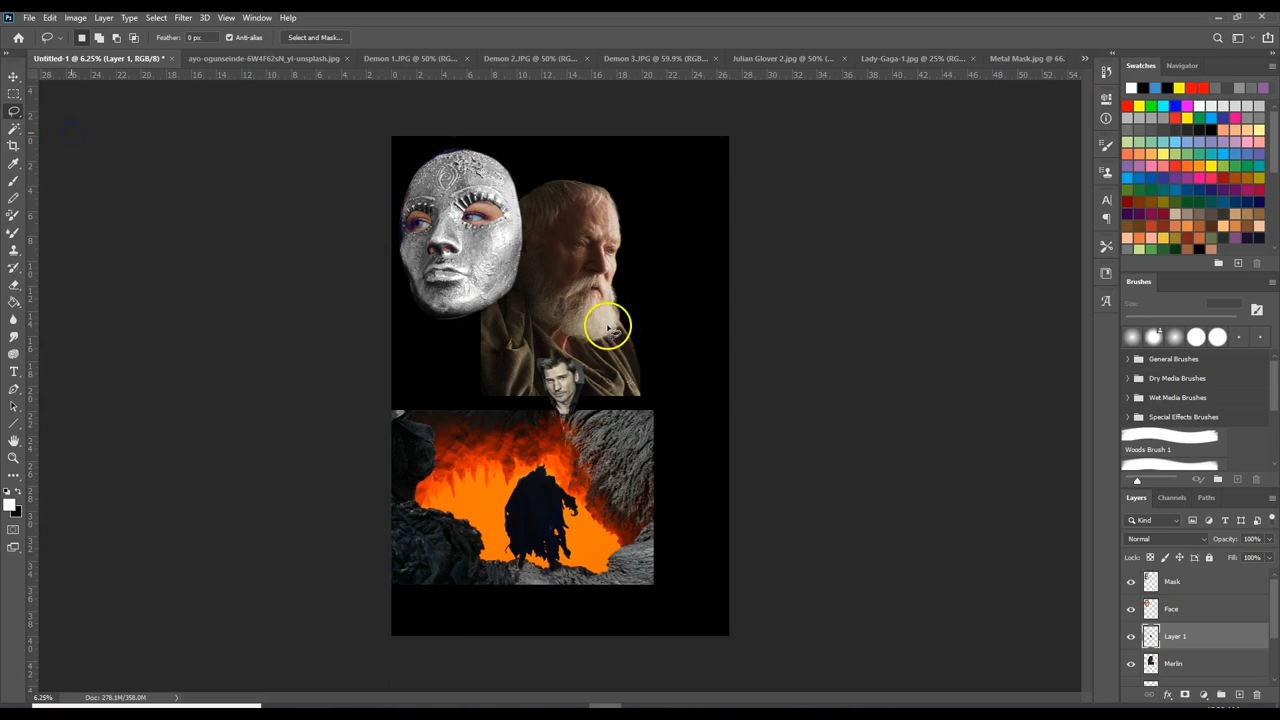 Ps File Edit Image Layer Type Select Filter 3D View Window Help
Feather: 0 px Anti-alias Select and Mask...
Untitled-1 @ 6.25% (Layer 1, RGB/8) * ayo-ogunseinde-6W4F62sN_yI-unsplash.jpg Demon 1.JPG @ 50% (RG... Demon 2.JPG @ 50% (RG... Demon 3.JPG @ 59.9% (RGB... Julian Glover 2.jpg @ 50% (... Lady-Gaga-1.jpg @ 25% (RG... Metal Mask.jpg @ 66.
Swatches Navigator
Brushes
Size:
General Brushes
Dry Media Brushes
Wet Media Brushes
Special Effects Brushes
Woods Brush 1
Layers Channels Paths
Kind
Normal Opacity: 100%
Lock: Fill: 100%
Mask
Face
Layer 1
Merlin
6.25% Doc: 278.1M/358.0M